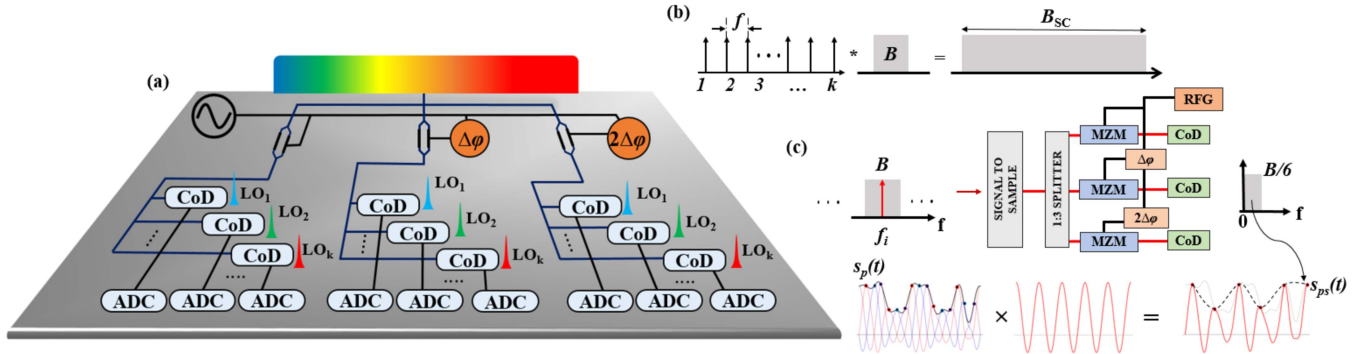 (a)
Δφ
2Δφ
CoD
LO1
CoD
LO2
CoD
LOk
....
ADC
ADC
ADC
CoD
LO1
CoD
LO2
CoD
LOk
....
ADC
ADC
ADC
CoD
LO1
CoD
LO2
CoD
LOk
....
ADC
ADC
ADC
(b)
f
BSC
* B =
1 2 3 ... k
(c)
RFG
MZM
CoD
Δφ
MZM
CoD
2Δφ
MZM
CoD
SIGNAL TO
SAMPLE
1:3 SPLITTER
B
fi
f
B/6
0
f
sp(t)
×
=
sps(t)